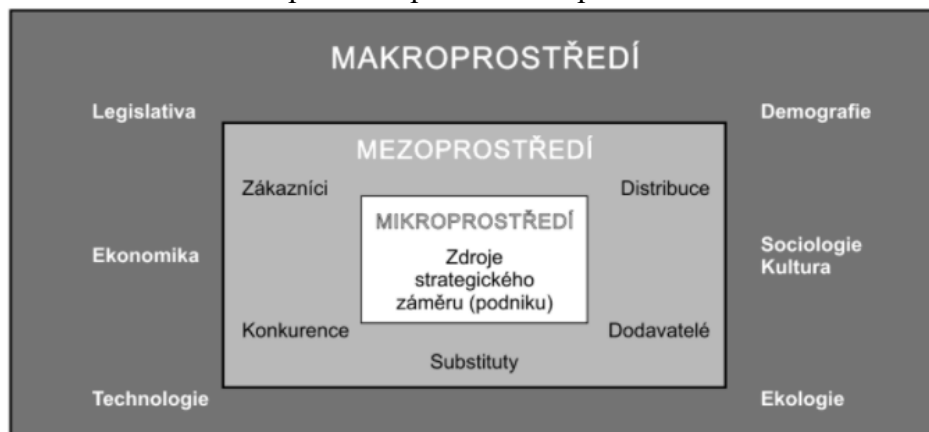 MAKROPROSTŘEDÍ
Legislativa
Demografie
MEZOPROSTŘEDÍ
Zákazníci
Distribuce
MIKROPROSTŘEDÍ
Zdroje
strategického
záměru (podniku)
Ekonomika
Sociologie
Kultura
Konkurence
Dodavatelé
Substituty
Technologie
Ekologie